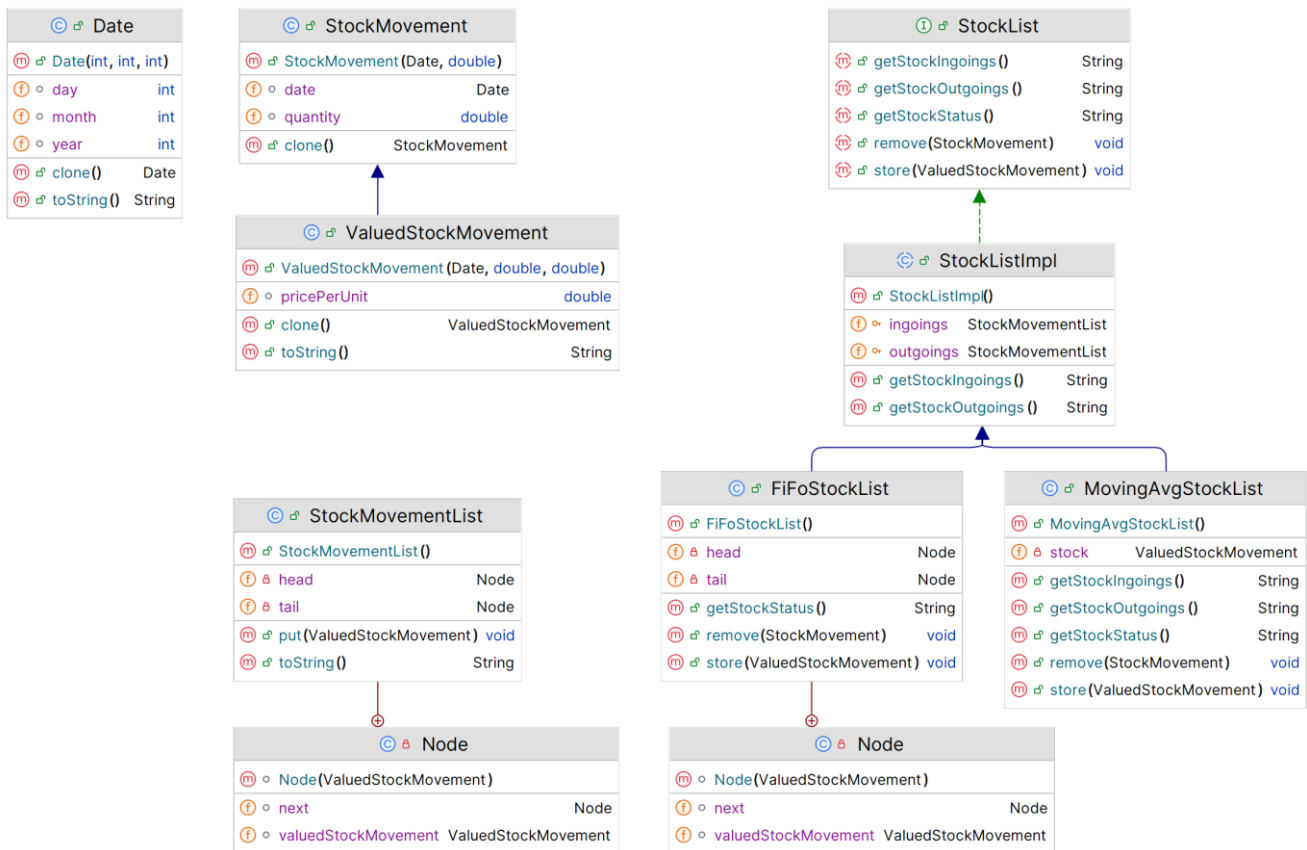 Date
Date(int, int, int)
day int
month int
year int
clone() Date
toString() String
StockMovement
StockMovement(Date, double)
date Date
quantity double
clone() StockMovement
ValuedStockMovement
ValuedStockMovement(Date, double, double)
pricePerUnit double
clone() ValuedStockMovement
toString() String
StockList
getStockIngoings() String
getStockOutgoings() String
getStockStatus() String
remove(StockMovement) void
store(ValuedStockMovement) void
StockListImpl
StockListImpl()
ingoings StockMovementList
outgoings StockMovementList
getStockIngoings() String
getStockOutgoings() String
StockMovementList
StockMovementList()
head Node
tail Node
put(ValuedStockMovement) void
toString() String
Node
Node(ValuedStockMovement)
next Node
valuedStockMovement ValuedStockMovement
FiFoStockList
FiFoStockList()
head Node
tail Node
getStockStatus() String
remove(StockMovement) void
store(ValuedStockMovement) void
Node
Node(ValuedStockMovement)
next Node
valuedStockMovement ValuedStockMovement
MovingAvgStockList
MovingAvgStockList()
stock ValuedStockMovement
getStockIngoings() String
getStockOutgoings() String
getStockStatus() String
remove(StockMovement) void
store(ValuedStockMovement) void